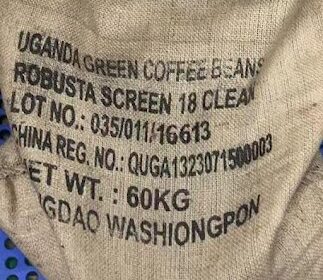 UGANDA GREEN COFFEE BEANS
ROBUSTA SCREEN 18 CLEAN
LOT NO.: 035/011/16613
CHINA REG. NO.: QUGA1323071500003
ET WT. : 60KG
NGDAO WASHIONGPON